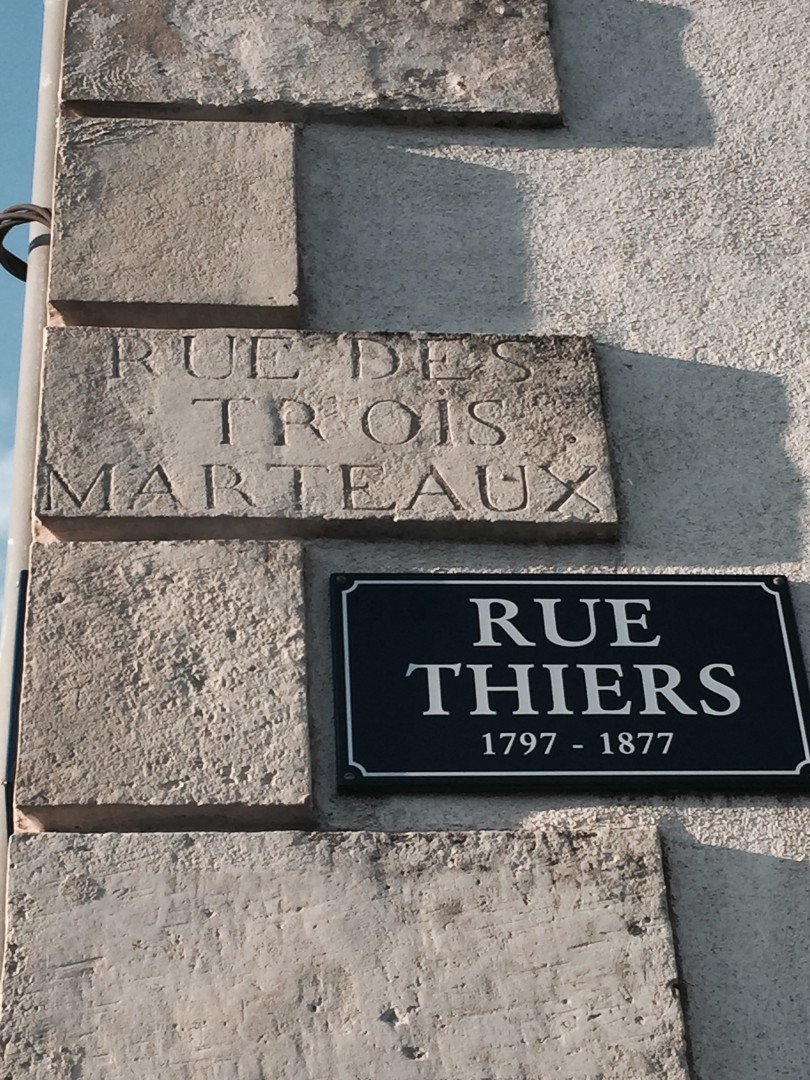 RUE DES
TROIS
MARTEAUX
RUE
THIERS
1797 - 1877